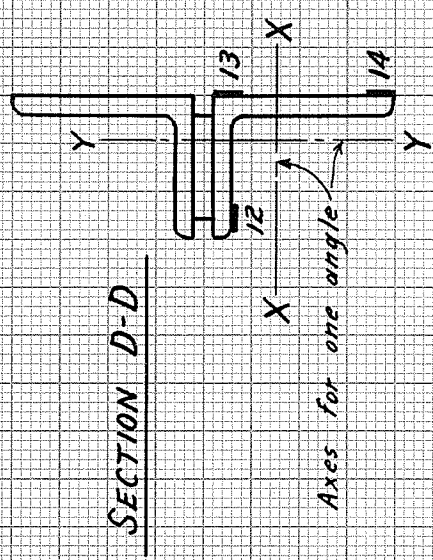 SECTION D-D
Y
Y
X
X
12
13
14
Axes for one angle